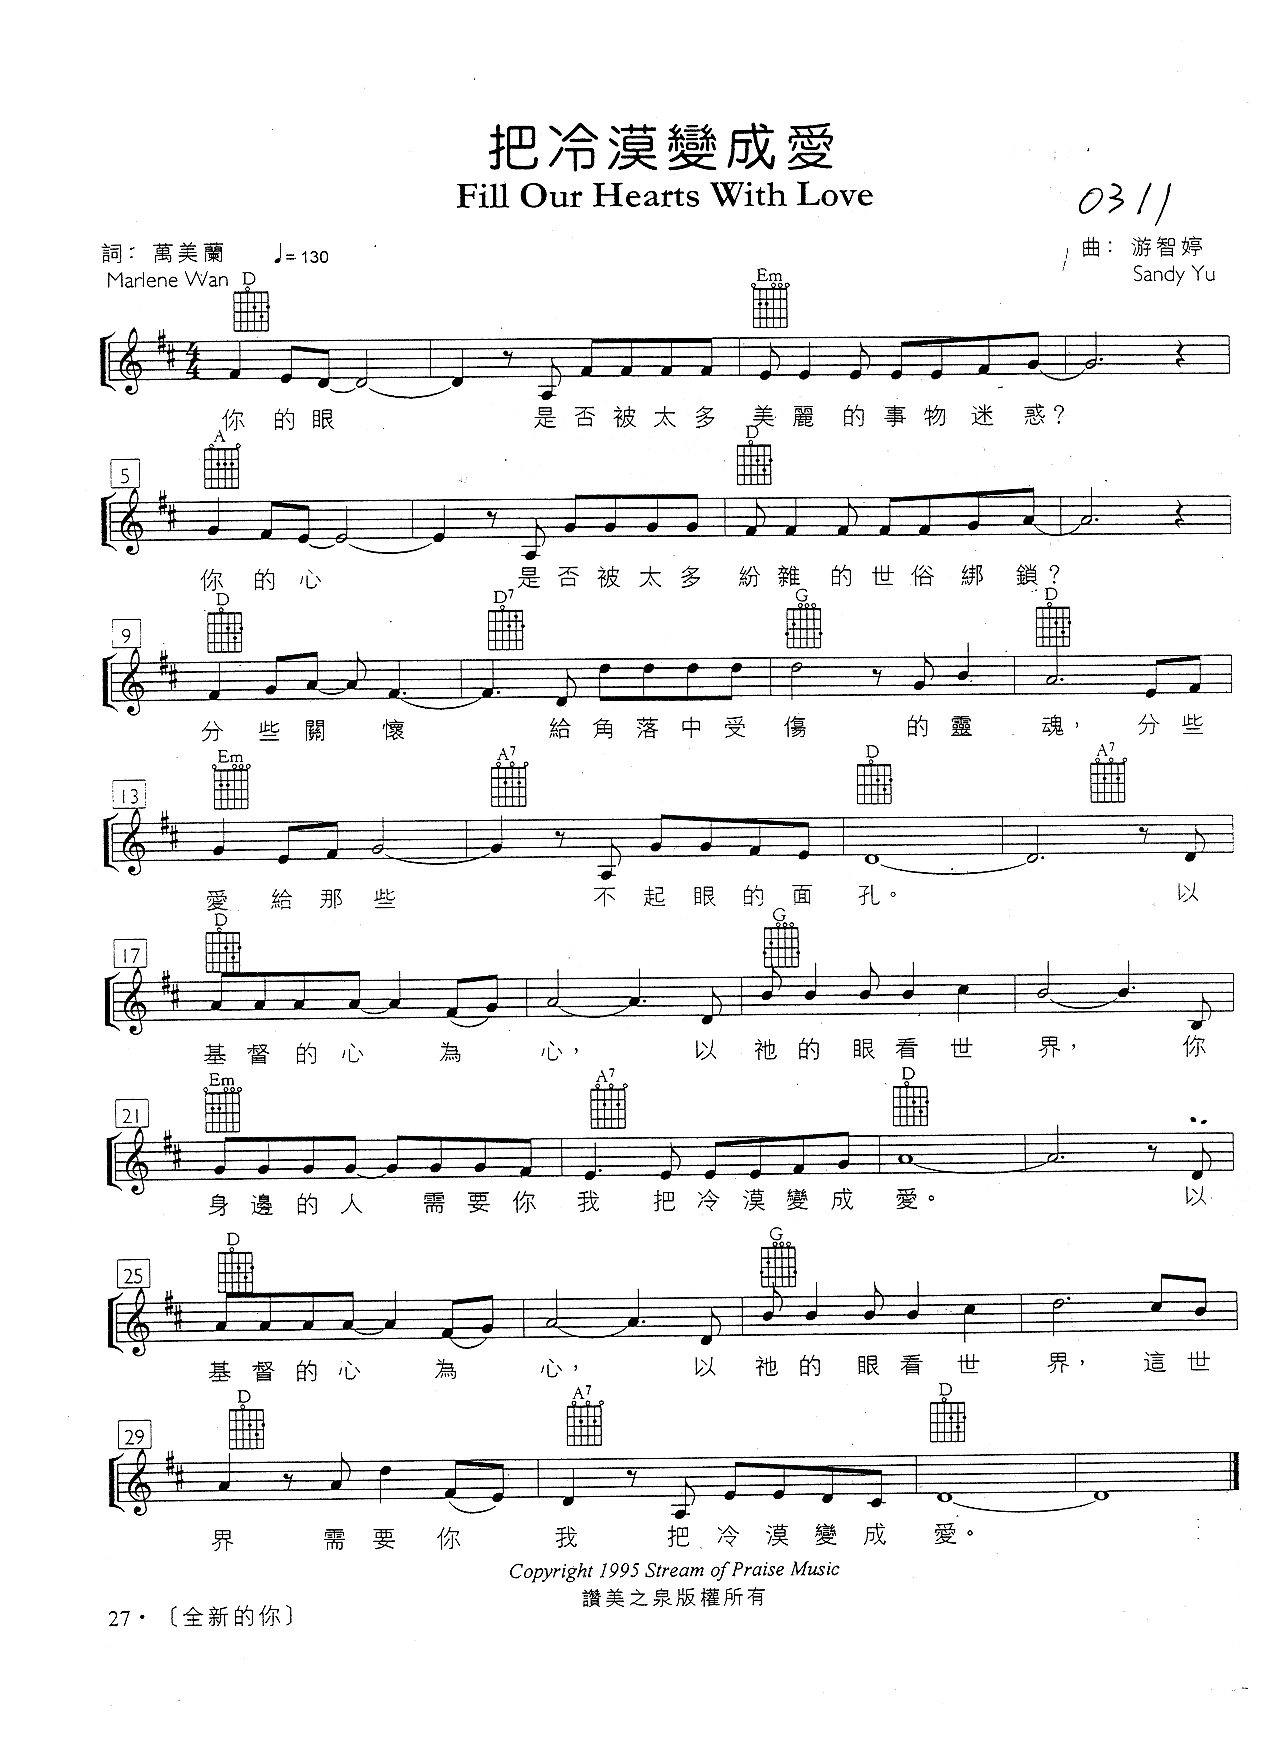 把冷漠變成愛
Fill Our Hearts With Love
0311
詞：萬美蘭 ♩= 130 曲：游智婷
Marlene Wan Sandy Yu
D Em
4/4
你的眼 是否被太多美麗的事物迷惑？
A D
5
你的心 是否被太多紛雜的世俗綁鎖？
D D7 G D
9
分些關懷 給角落中受傷的靈魂，分些
Em A7 D A7
13
愛給那些 不起眼的面孔。 以
D G
17
基督的心為心， 以祂的眼看世界， 你
Em A7 D
21
身邊的人需要你我把冷漠變成愛。 以
D G
25
基督的心為心， 以祂的眼看世界，這世
D A7 D
29
界 需要你 我 把冷漠變成愛。
Copyright 1995 Stream of Praise Music
讚美之泉版權所有
27・〔全新的你〕